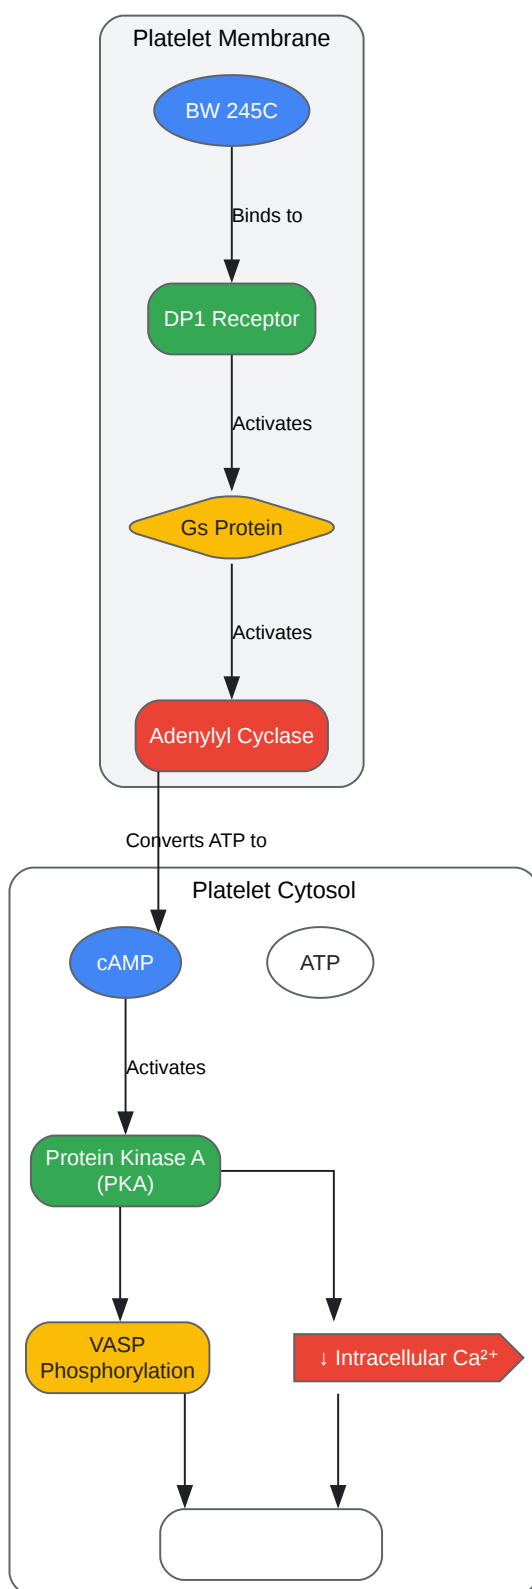 Platelet Membrane
BW 245C
Binds to
DP1 Receptor
Activates
Gs Protein
Activates
Adenylyl Cyclase
Converts ATP to
Platelet Cytosol
cAMP
ATP
Activates
Protein Kinase A
(PKA)
VASP
Phosphorylation
↓ Intracellular Ca²⁺